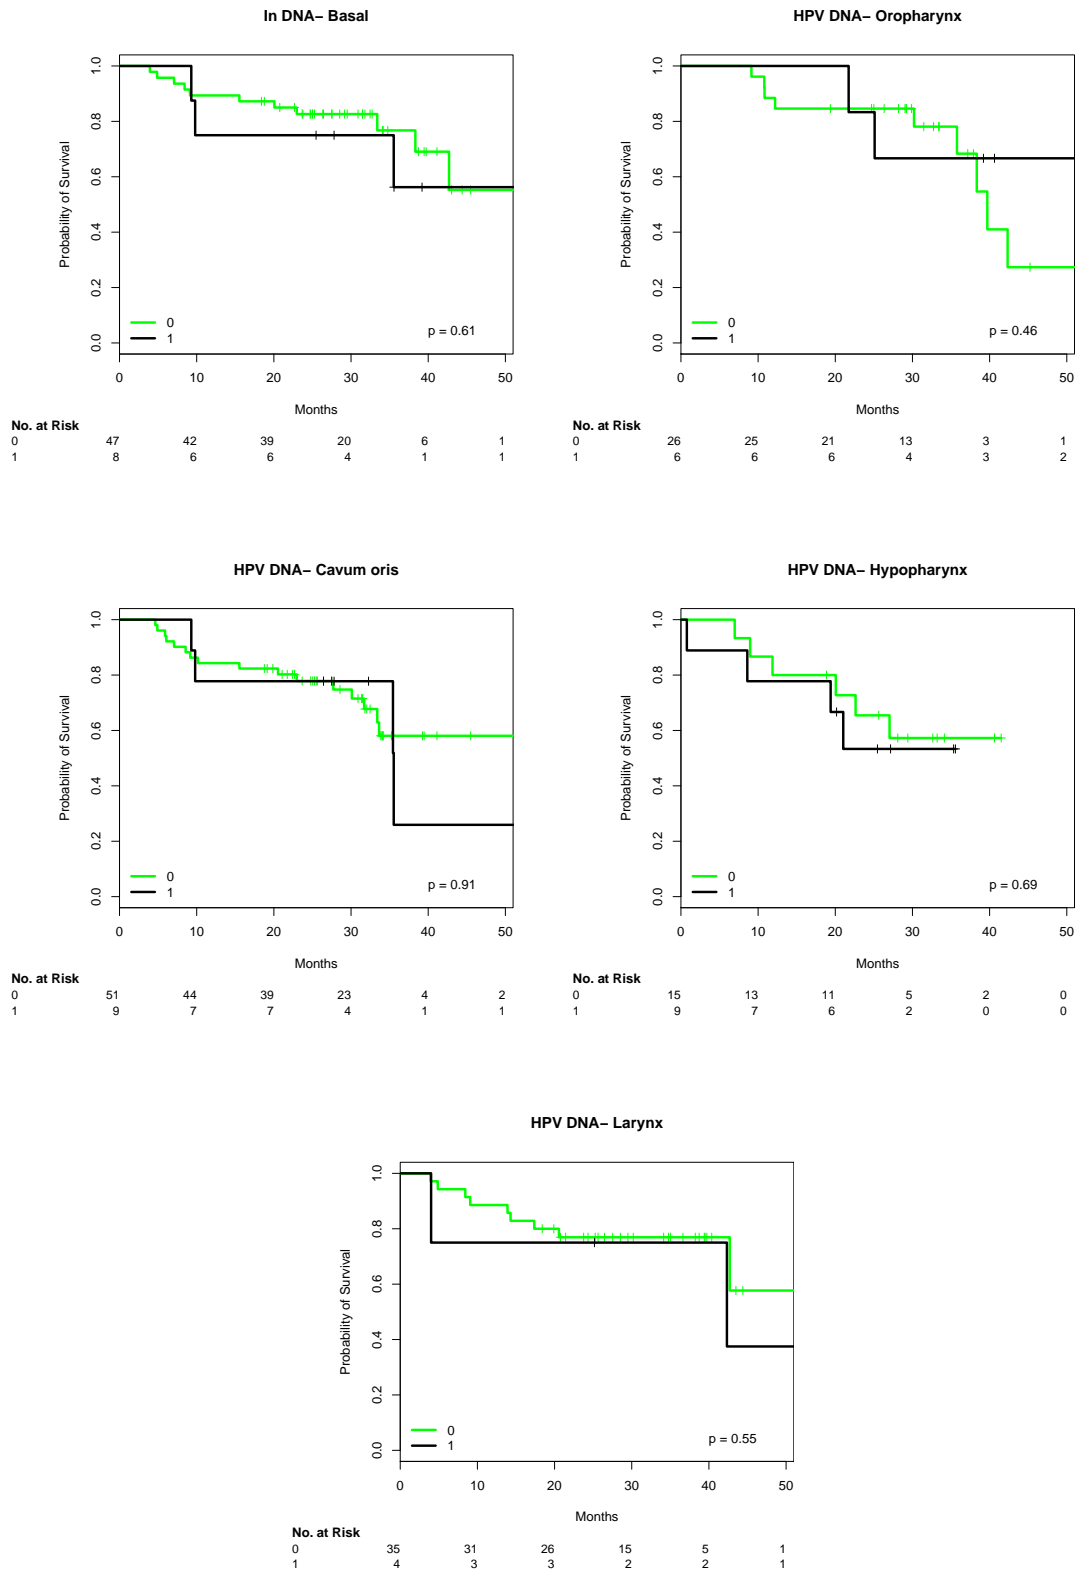 In DNA− Basal
Probability of Survival
0.0 0.2 0.4 0.6 0.8 1.0
0
1
p = 0.61
0 10 20 30 40 50
Months
No. at Risk
0 47 42 39 20 6 1
1 8 6 6 4 1 1
HPV DNA− Oropharynx
Probability of Survival
0.0 0.2 0.4 0.6 0.8 1.0
0
1
p = 0.46
0 10 20 30 40 50
Months
No. at Risk
0 26 25 21 13 3 1
1 6 6 6 4 3 2
HPV DNA− Cavum oris
Probability of Survival
0.0 0.2 0.4 0.6 0.8 1.0
0
1
p = 0.91
0 10 20 30 40 50
Months
No. at Risk
0 51 44 39 23 4 2
1 9 7 7 4 1 1
HPV DNA− Hypopharynx
Probability of Survival
0.0 0.2 0.4 0.6 0.8 1.0
0
1
p = 0.69
0 10 20 30 40 50
Months
No. at Risk
0 15 13 11 5 2 0
1 9 7 6 2 0 0
HPV DNA− Larynx
Probability of Survival
0.0 0.2 0.4 0.6 0.8 1.0
0
1
p = 0.55
0 10 20 30 40 50
Months
No. at Risk
0 35 31 26 15 5 1
1 4 3 3 2 2 1